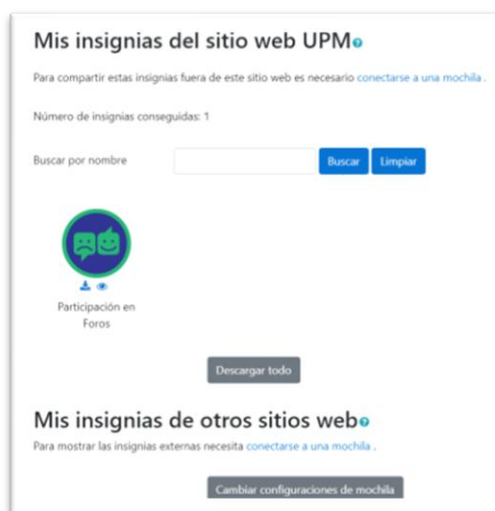 Mis insignias del sitio web UPM
Para compartir estas insignias fuera de este sitio web es necesario conectarse a una mochila .
Número de insignias conseguidas: 1
Buscar por nombre Buscar Limpiar
Participación en
Foros
Descargar todo
Mis insignias de otros sitios web
Para mostrar las insignias externas necesita conectarse a una mochila .
Cambiar configuraciones de mochila